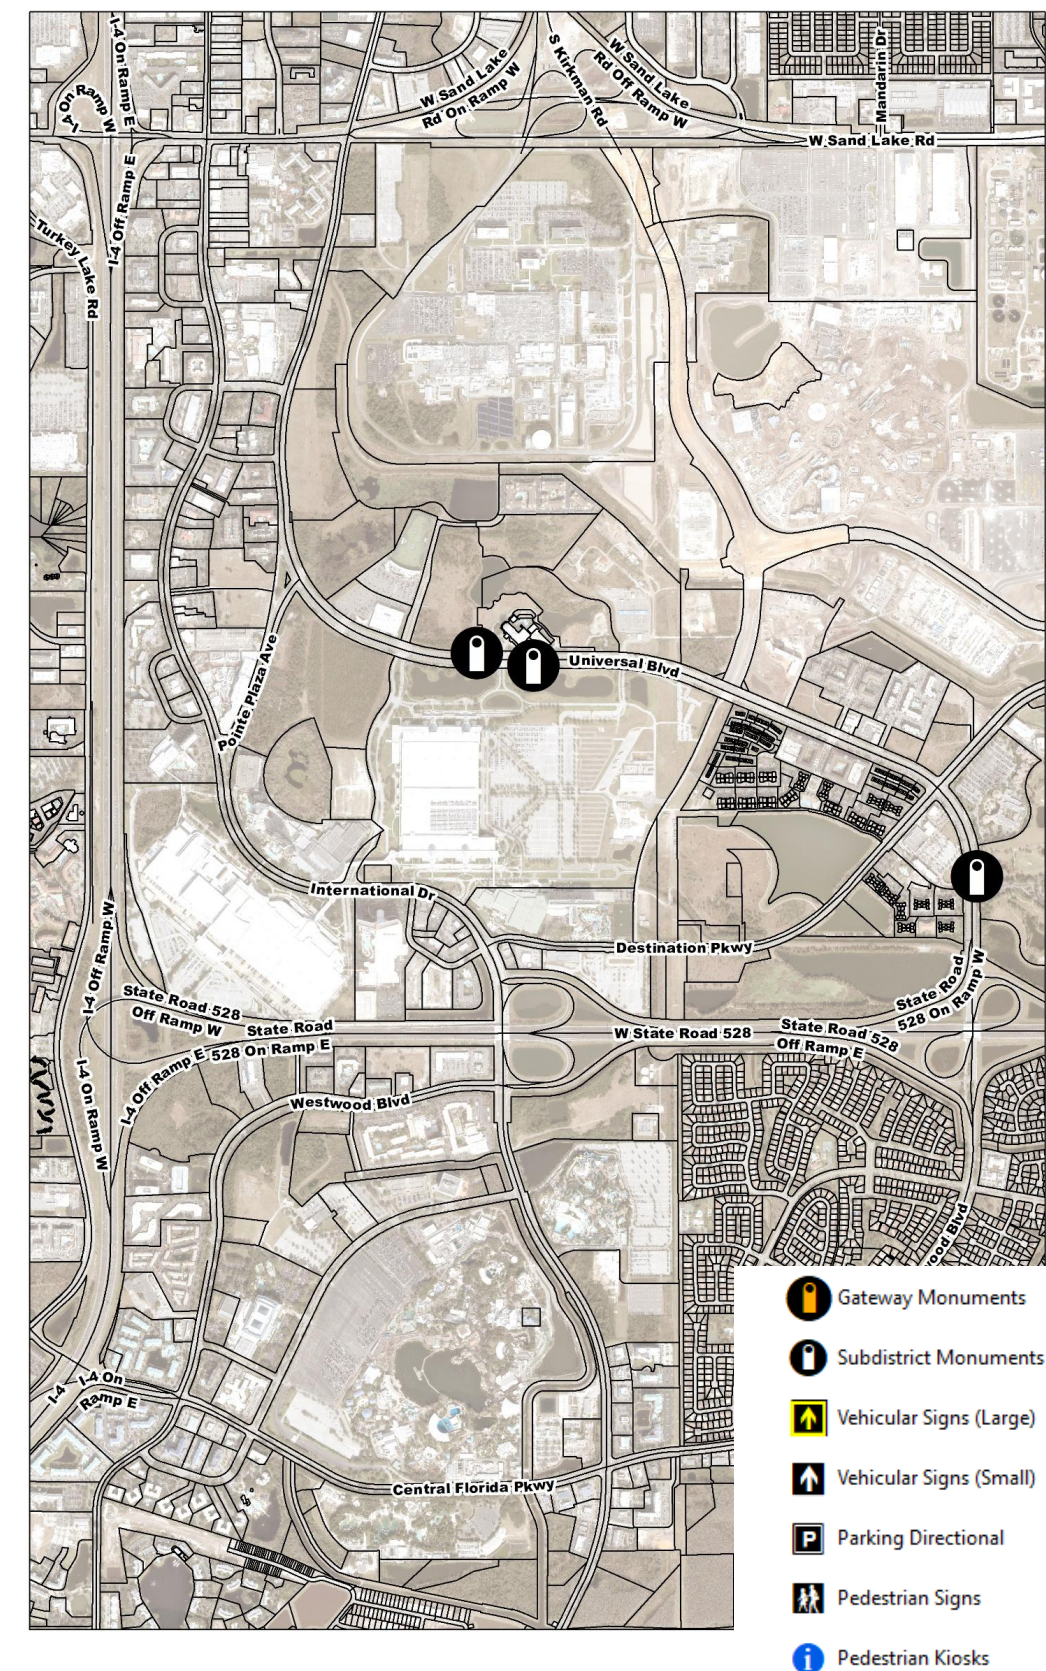 I-4 On Ramp E
I-4
On Ramp W
I-4 Off Ramp E
Turkey Lake Rd
W Sand Lake
Rd On Ramp W
S Kirkman Rd
W Sand Lake
Rd Off Ramp W
Mandarin Dr
W Sand Lake Rd
Pointe Plaza Ave
Universal Blvd
International Dr
Destination Pkwy
I-4 Off Ramp W
State Road 528
Off Ramp W
State Road
528 On Ramp E
I-4 Off Ramp E
I-4 On Ramp W
W State Road 528
State Road 528
Off Ramp E
State Road
528 On Ramp W
Westwood Blvd
wood Blvd
I-4
I-4 On
Ramp E
Central Florida Pkwy
Gateway Monuments
Subdistrict Monuments
Vehicular Signs (Large)
Vehicular Signs (Small)
P Parking Directional
Pedestrian Signs
i Pedestrian Kiosks